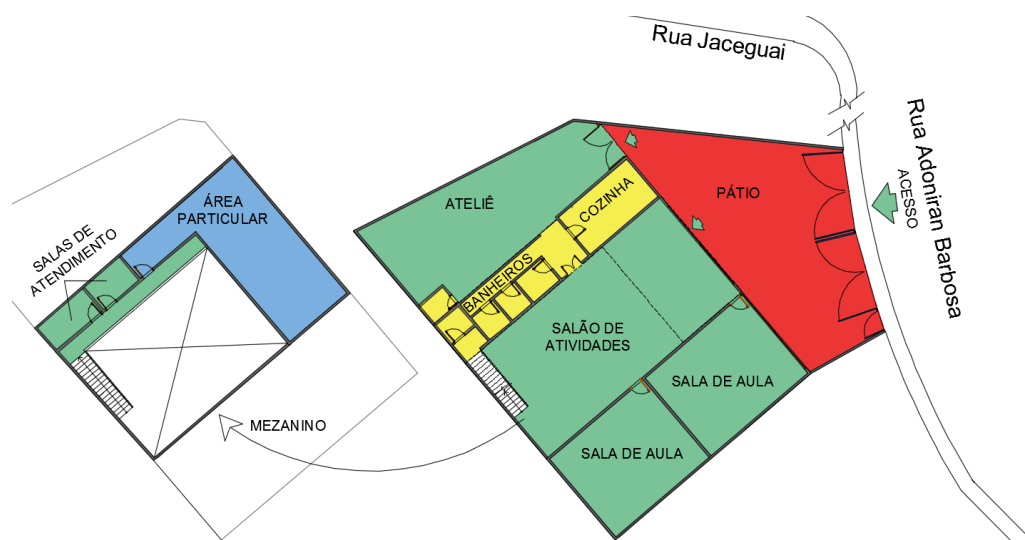 Rua Jaceguai
Rua Adoniran Barbosa
ACESSO
PÁTIO
ATELIÊ
COZINHA
BANHEIROS
SALÃO DE
ATIVIDADES
SALA DE AULA
SALA DE AULA
ÁREA
PARTICULAR
SALAS DE
ATENDIMENTO
MEZANINO